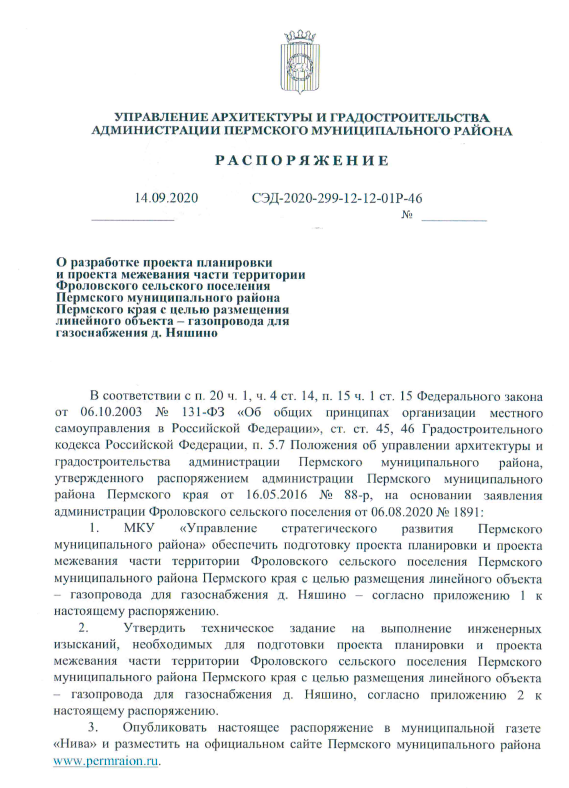 УПРАВЛЕНИЕ АРХИТЕКТУРЫ И ГРАДОСТРОИТЕЛЬСТВА
АДМИНИСТРАЦИИ ПЕРМСКОГО МУНИЦИПАЛЬНОГО РАЙОНА
РАСПОРЯЖЕНИЕ
14.09.2020 СЭД-2020-299-12-12-01Р-46
№
О разработке проекта планировки
и проекта межевания части территории
Фроловского сельского поселения
Пермского муниципального района
Пермского края с целью размещения
линейного объекта – газопровода для
газоснабжения д. Няшино
В соответствии с п. 20 ч. 1, ч. 4 ст. 14, п. 15 ч. 1 ст. 15 Федерального закона
от 06.10.2003 № 131-ФЗ «Об общих принципах организации местного
самоуправления в Российской Федерации», ст. ст. 45, 46 Градостроительного
кодекса Российской Федерации, п. 5.7 Положения об управлении архитектуры и
градостроительства администрации Пермского муниципального района,
утвержденного распоряжением администрации Пермского муниципального
района Пермского края от 16.05.2016 № 88-р, на основании заявления
администрации Фроловского сельского поселения от 06.08.2020 № 1891:
1. МКУ «Управление стратегического развития Пермского
муниципального района» обеспечить подготовку проекта планировки и проекта
межевания части территории Фроловского сельского поселения Пермского
муниципального района Пермского края с целью размещения линейного объекта
– газопровода для газоснабжения д. Няшино – согласно приложению 1 к
настоящему распоряжению.
2. Утвердить техническое задание на выполнение инженерных
изысканий, необходимых для подготовки проекта планировки и проекта
межевания части территории Фроловского сельского поселения Пермского
муниципального района Пермского края с целью размещения линейного объекта
– газопровода для газоснабжения д. Няшино, согласно приложению 2 к
настоящему распоряжению.
3. Опубликовать настоящее распоряжение в муниципальной газете
«Нива» и разместить на официальном сайте Пермского муниципального района
www.permraion.ru.